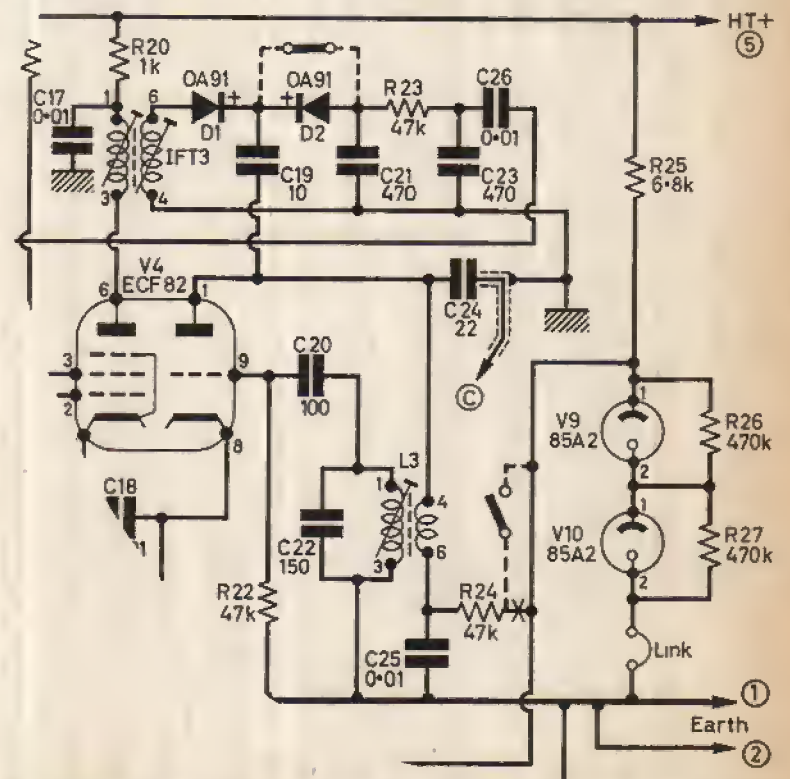 HT+
5
R20
1k
C17
0·01
1
6
OA91
+
D1
+
OA91
D2
R23
47k
C26
0·01
IFT3
3
4
C19
10
C21
470
C23
470
R25
6·8k
V4
ECF82
6
1
C24
22
C
3
2
9
8
C20
100
V9
85A2
1
2
R26
470k
L3
1
4
3
6
C18
1
C22
150
V10
85A2
1
2
R27
470k
R22
47k
R24
47k
C25
0·01
Link
1
Earth
2